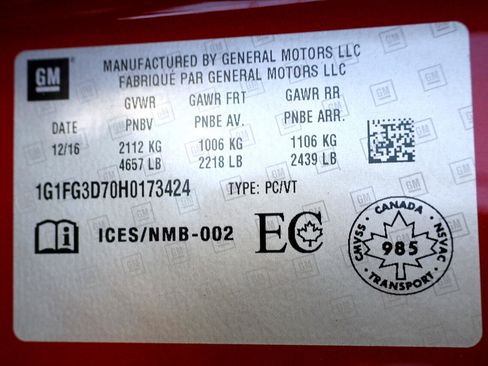 GM
MANUFACTURED BY GENERAL MOTORS LLC
FABRIQUÉ PAR GENERAL MOTORS LLC
GVWR GAWR FRT GAWR RR
DATE PNBV PNBE AV. PNBE ARR.
12/16 2112 KG 1006 KG 1106 KG
4657 LB 2218 LB 2439 LB
1G1FG3D70H0173424 TYPE: PC/VT
i ICES/NMB-002 EC
CANADA
CMVSS 985 NSVAC
TRANSPORT